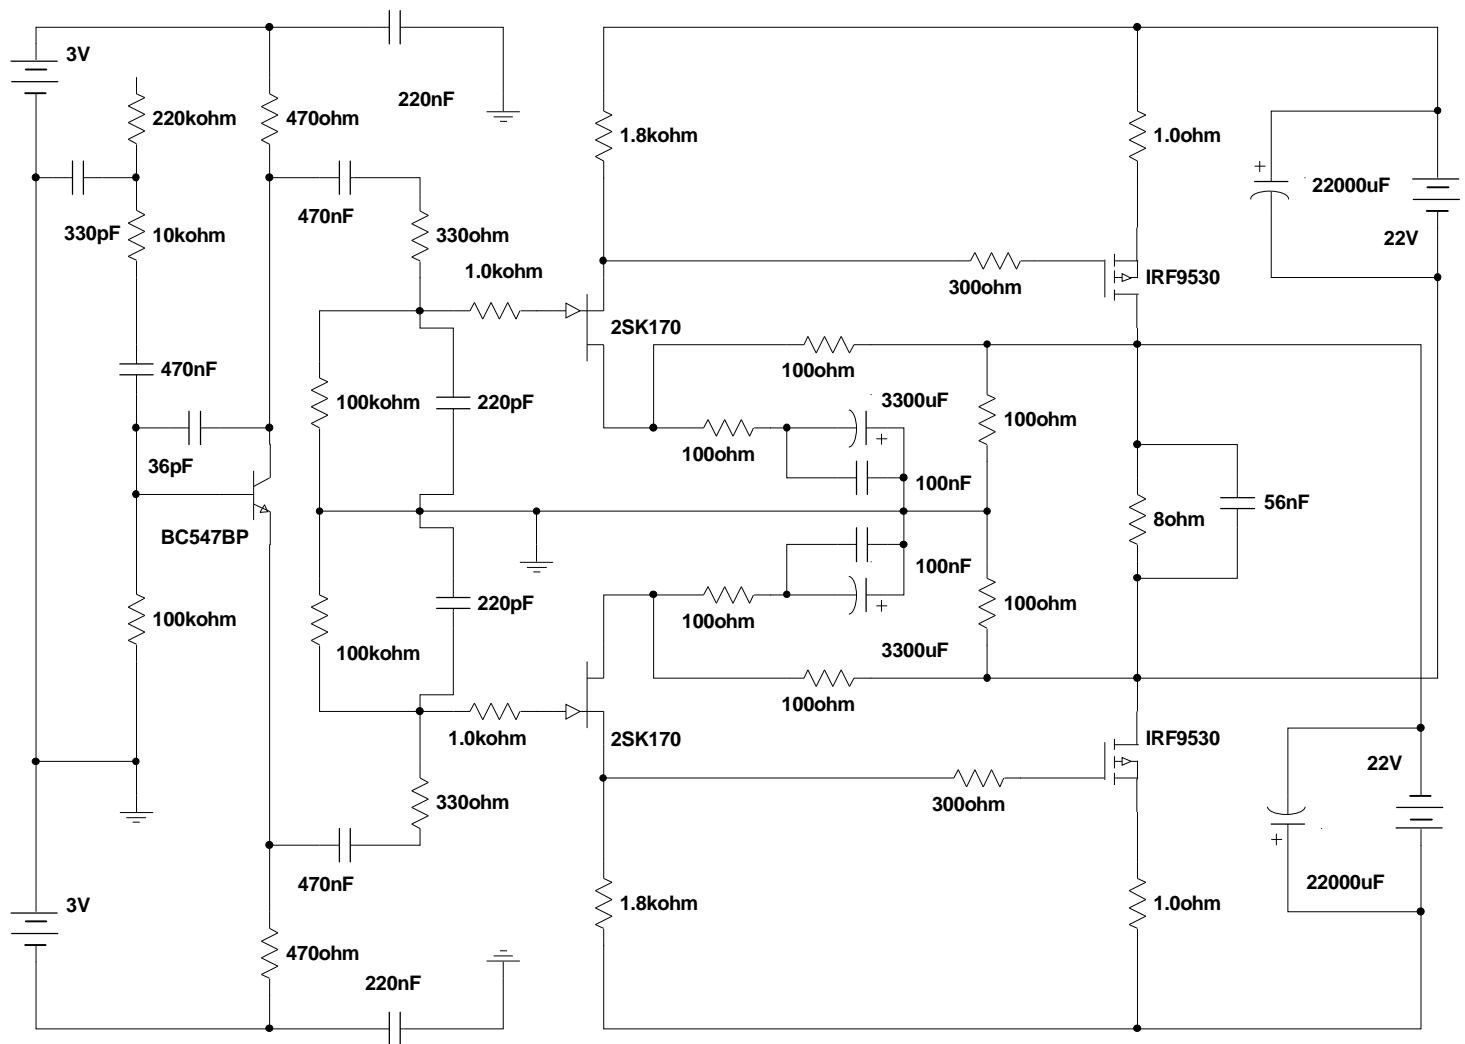 3V
220nF
220kohm
470ohm
1.8kohm
1.0ohm
22000uF
330pF
10kohm
470nF
330ohm
22V
1.0kohm
300ohm
IRF9530
2SK170
470nF
100ohm
100kohm
220pF
3300uF
100ohm
36pF
100ohm
100nF
56nF
8ohm
BC547BP
100nF
100kohm
220pF
100ohm
100ohm
100kohm
3300uF
100ohm
1.0kohm
2SK170
IRF9530
22V
330ohm
300ohm
470nF
22000uF
3V
1.8kohm
1.0ohm
470ohm
220nF